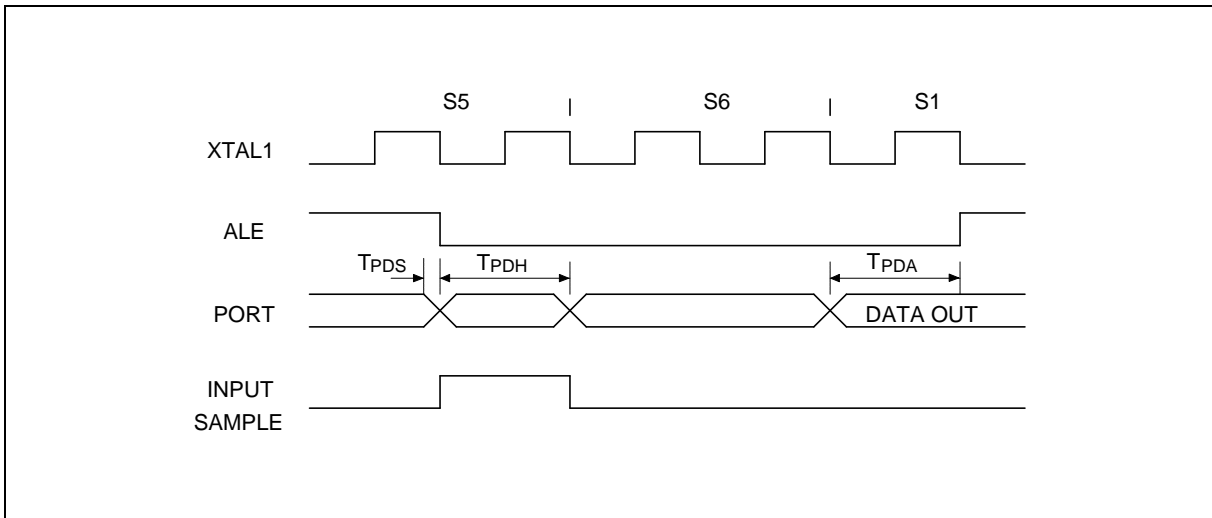 S5 | S6 | S1
XTAL1
ALE
TPDS TPDH TPDA
PORT DATA OUT
INPUT
SAMPLE